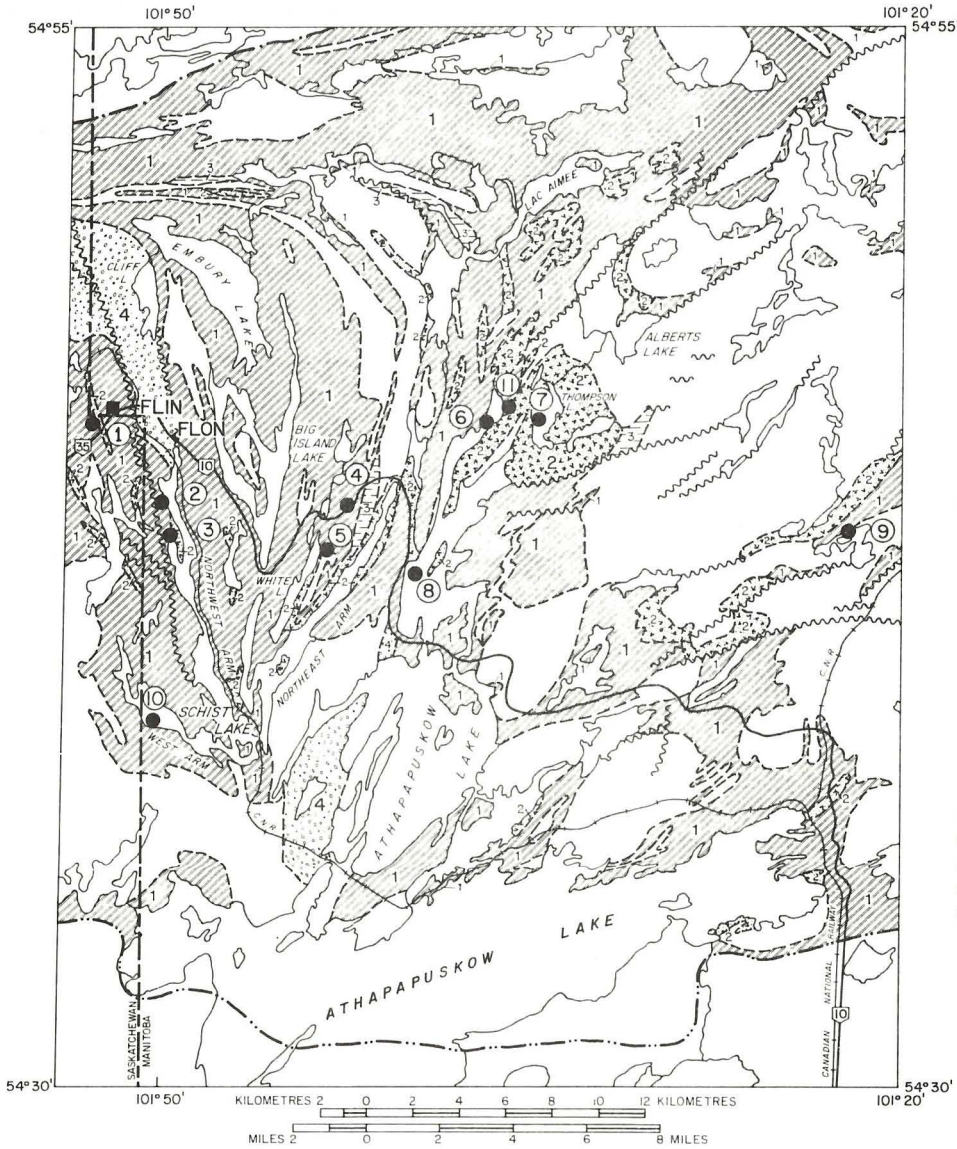 101°50' 101°20'
54°55' 54°55
LAC AIMEE
EMBURY LAKE
CLIFF L.
4
ALBERTS LAKE
THOMPSON L.
FLIN FLON
BIG ISLAND LAKE
35
10
1
2
3
4
5
6
7
8
9
10
11
WHITE L.
NORTHWEST ARM
NORTHEAST ARM
SCHIST LAKE
WEST ARM
ATHAPAPUSKOW LAKE
4
C.N.R.
C.N.R.
ATHAPAPUSKOW LAKE
SASKATCHEWAN
MANITOBA
CANADIAN NATIONAL RAILWAY
10
54°30' 54°30'
101°50' 101°20'
KILOMETRES 2 0 2 4 6 8 10 12 KILOMETRES
MILES 2 0 2 4 6 8 MILES